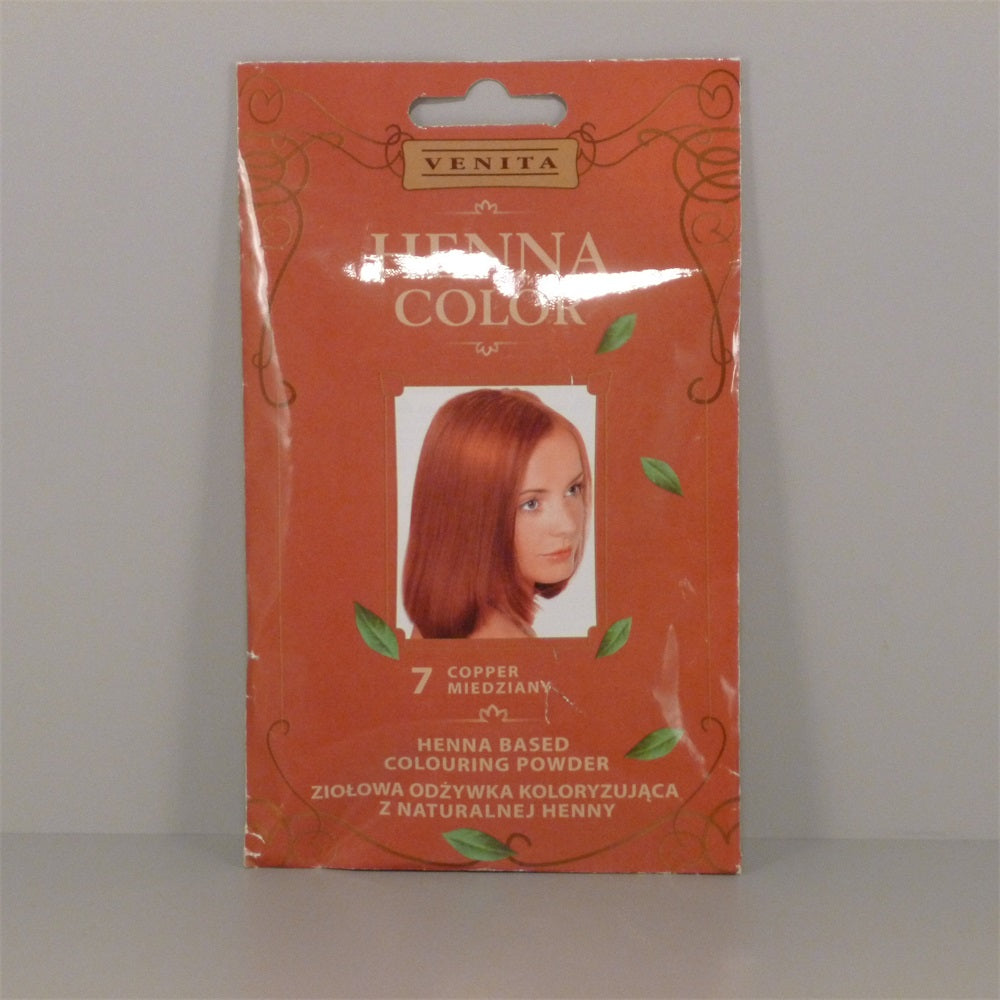 VENITA
HENNA
COLOR
7 COPPER
MIEDZIANY
HENNA BASED
COLOURING POWDER
ZIOŁOWA ODŻYWKA KOLORYZUJĄCA
Z NATURALNEJ HENNY